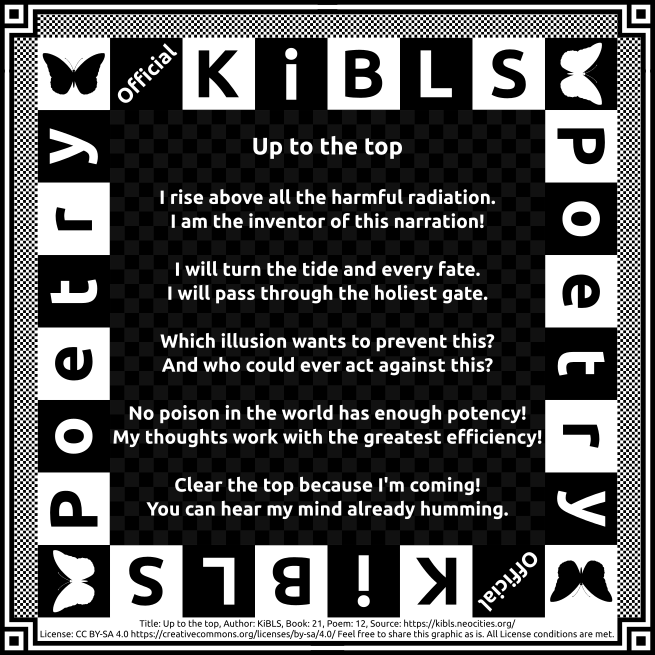 Official KiBLS
Poetry
Poetry
Up to the top
I rise above all the harmful radiation.
I am the inventor of this narration!
I will turn the tide and every fate.
I will pass through the holiest gate.
Which illusion wants to prevent this?
And who could ever act against this?
No poison in the world has enough potency!
My thoughts work with the greatest efficiency!
Clear the top because I'm coming!
You can hear my mind already humming.
Official KiBLS
Title: Up to the top, Author: KiBLS, Book: 21, Poem: 12, Source: https://kibls.neocities.org/
License: CC BY-SA 4.0 https://creativecommons.org/licenses/by-sa/4.0/ Feel free to share this graphic as is. All License conditions are met.